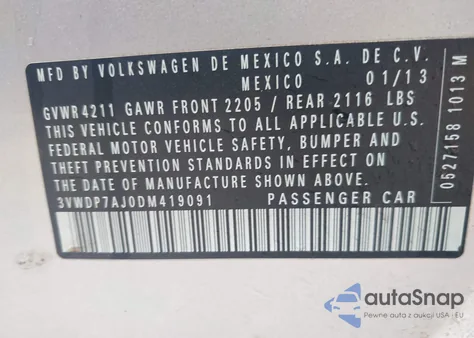 MFD BY VOLKSWAGEN DE MEXICO S.A. DE C.V.
MEXICO 01/13
GVWR 4211 GAWR FRONT 2205 / REAR 2116 LBS
THIS VEHICLE CONFORMS TO ALL APPLICABLE U.S.
FEDERAL MOTOR VEHICLE SAFETY, BUMPER AND
THEFT PREVENTION STANDARDS IN EFFECT ON
THE DATE OF MANUFACTURE SHOWN ABOVE.
3VWDP7AJ0DM419091 PASSENGER CAR
0527158 1013 M
autoSnap
Pewne auta z aukcji USA i EU